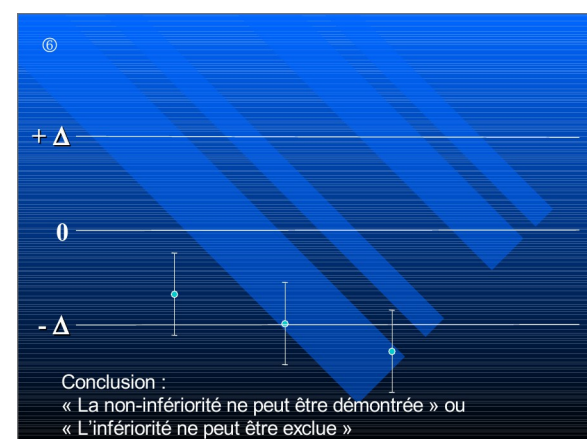 ⑥
+ Δ
0
- Δ
Conclusion :
« La non-infériorité ne peut être démontrée » ou
« L'infériorité ne peut être exclue »